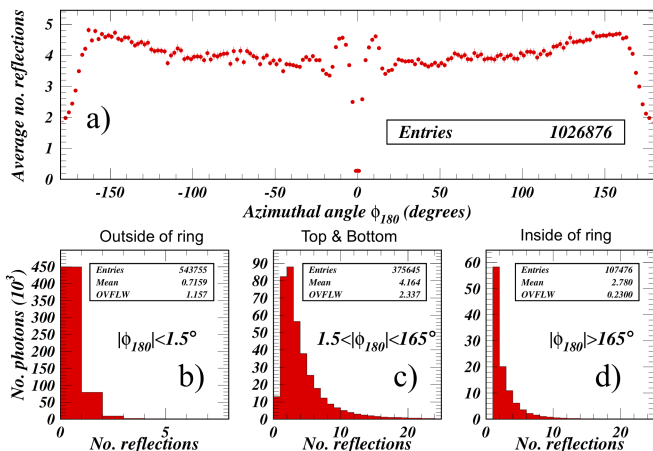 Average no. reflections
5
4
3
2
1
0
a)
Entries 1026876
-150 -100 -50 0 50 100 150
Azimuthal angle ϕ180 (degrees)
Outside of ring
Top & Bottom
Inside of ring
No. photons (10³)
450
400
350
300
250
200
150
100
50
0
Entries 543755
Mean 0.7159
OVFLW 1.157
|ϕ180|<1.5°
b)
0 5
No. reflections
90
80
70
60
50
40
30
20
10
0
Entries 375645
Mean 4.164
OVFLW 2.337
1.5<|ϕ180|<165°
c)
0 10 20
No. reflections
60
50
40
30
20
10
0
Entries 107476
Mean 2.780
OVFLW 0.2300
|ϕ180|>165°
d)
0 10 20
No. reflections